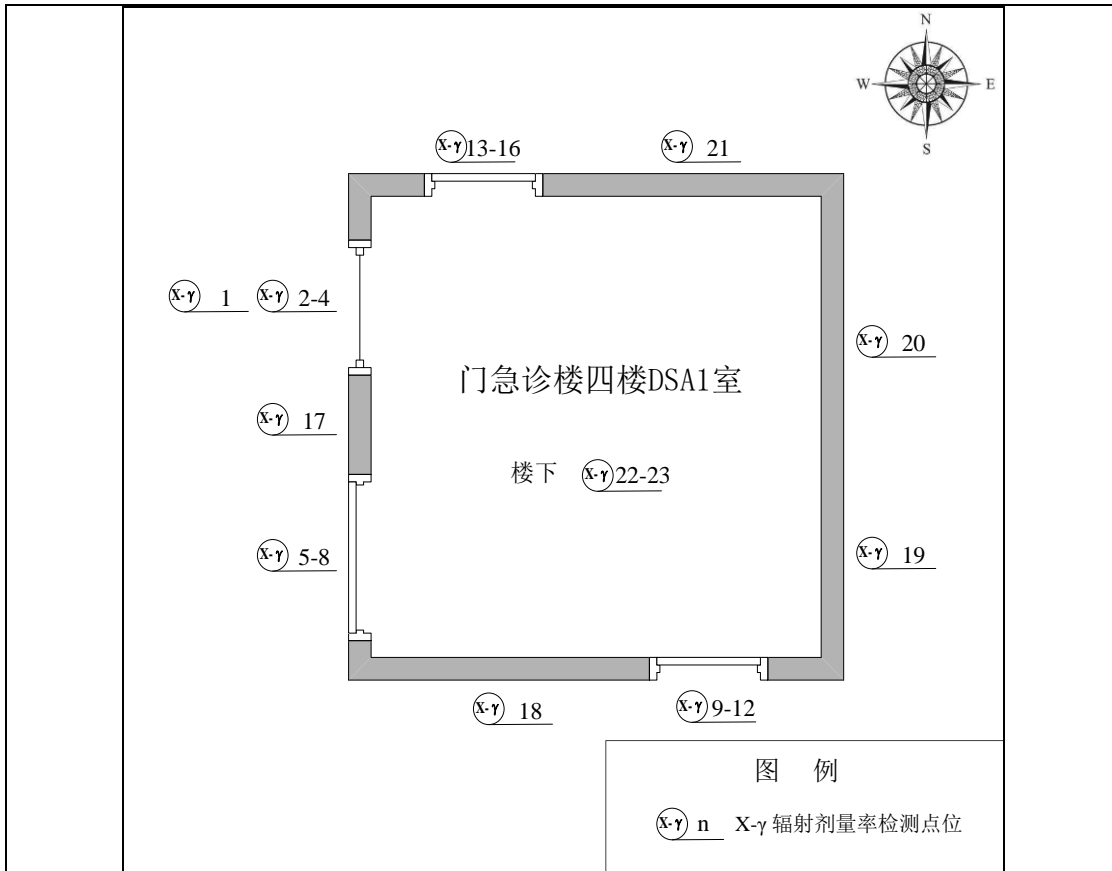 N
W E
S
X-γ 13-16 X-γ 21
X-γ 1 X-γ 2-4
X-γ 20
门急诊楼四楼DSA1室
X-γ 17
楼下 X-γ 22-23
X-γ 5-8 X-γ 19
X-γ 18 X-γ 9-12
图 例
X-γ n X-γ 辐射剂量率检测点位